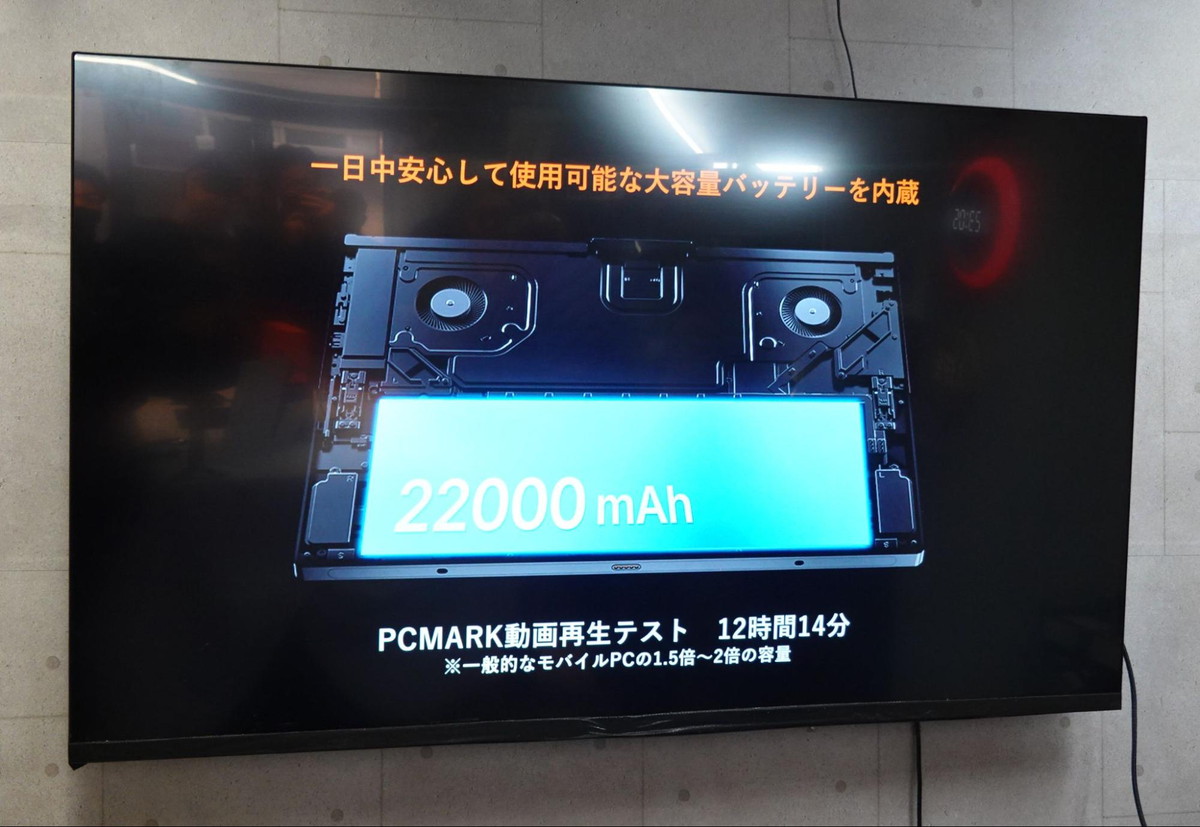 一日中安心して使用可能な大容量バッテリーを内蔵
22000 mAh
PCMARK動画再生テスト 12時間14分
※一般的なモバイルPCの1.5倍～2倍の容量